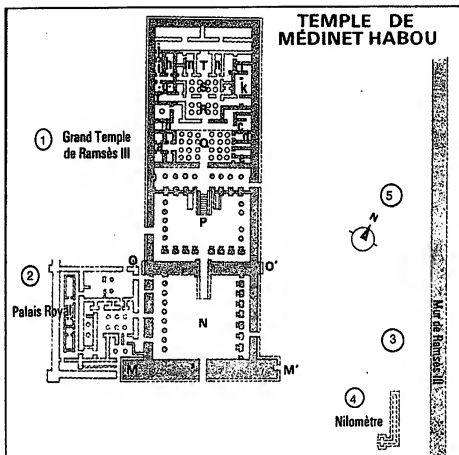 TEMPLE DE
MÉDINET HABOU
T
k
Q
1 Grand Temple
de Ramsès III
P
5
N
O
O'
2
Palais Royal
N
3
M
M'
4
Nilomètre
Mur de Ramsès III